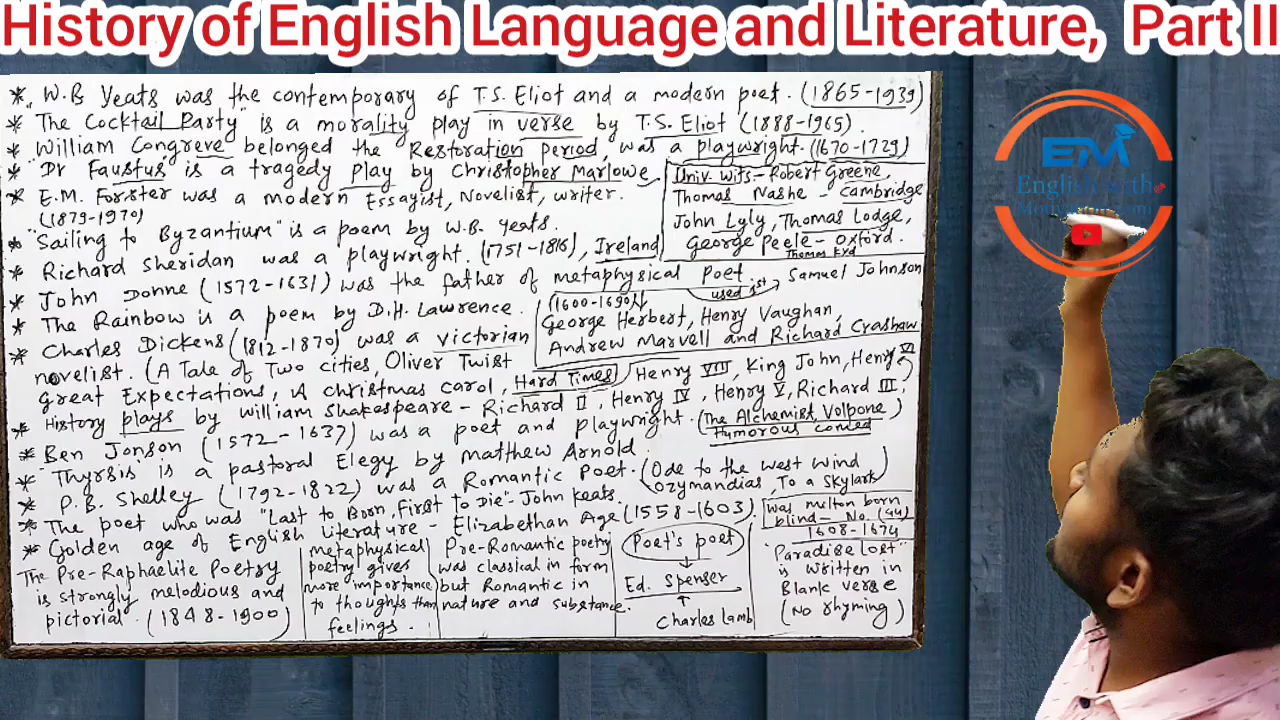 History of English Language and Literature, Part II
* W.B Yeats was the contemporary of T.S. Eliot and a modern poet. (1865-1939)
* "The Cocktail Party" is a morality play in verse by T.S. Eliot (1888-1965).
* William Congreve belonged the Restoration period, was a playwright. (1670-1729)
* "Dr Faustus" is a tragedy play by Christopher Marlowe.
* E.M. Forster was a modern Essayist, Novelist, writer.
(1879-1970)
* "Sailing to Byzantium" is a poem by W.B. Yeats.
* Richard Sheridan was a playwright. (1751-1816), Ireland
Univ. wits - Robert Greene,
Thomas Nashe - Cambridge
John Lyly, Thomas Lodge,
George Peele - Oxford.
Thomas Kyd
* John Donne (1572-1631) was the father of metaphysical Poet.
used 1st
Samuel Johnson
* The Rainbow is a poem by D.H. Lawrence.
(1600-1690)
George Herbert, Henry Vaughan,
Andrew Marvell and Richard Crashaw
* Charles Dickens (1812-1870) was a victorian
novelist. (A Tale of Two cities, Oliver Twist
Great Expectations, A christmas carol, Hard Times)
* History plays by William Shakespeare - Richard II, Henry IV, Henry V, Richard III,
Henry VIII, King John, Henry VI
* Ben Jonson (1572-1637) was a poet and playwright. (The Alchemist, Volpone)
Humorous comed
* "Thyrsis" is a pastoral Elegy by matthew Arnold.
* P.B. Shelley (1792-1822) was a Romantic Poet. (Ode to the west wind
Ozymandias, To a Skylark)
* The poet who was "Last to Born, First to Die" - John Keats.
* Golden age of English Literature - Elizabethan Age (1558-1603).
The Pre-Raphaelite Poetry
is strongly melodious and
pictorial. (1848-1900)
metaphysical
poetry gives
more importance
to thoughts than
feelings.
Pre-Romantic poetry
was classical in form
but Romantic in
nature and substance.
Poet's poet
Ed. Spenser
Charles Lamb
was melton born
blind - No. (44)
1608-1674
"Paradise lost"
is written in
Blank verse
(No rhyming)
EM
English with